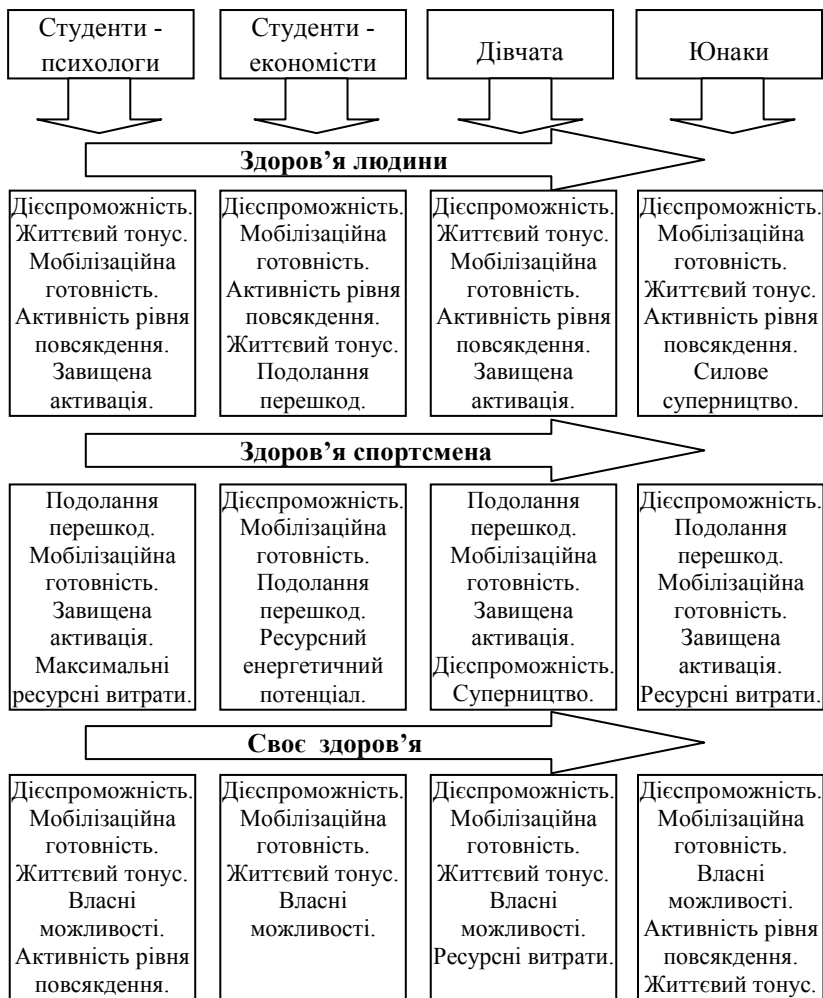 Студенти -
психологи
Студенти -
економісти
Дівчата
Юнаки
Здоров’я людини
Дієспроможність.
Життєвий тонус.
Мобілізаційна
готовність.
Активність рівня
повсякдення.
Завищена
активація.
Дієспроможність.
Мобілізаційна
готовність.
Активність рівня
повсякдення.
Життєвий тонус.
Подолання
перешкод.
Дієспроможність.
Життєвий тонус.
Мобілізаційна
готовність.
Активність рівня
повсякдення.
Завищена
активація.
Дієспроможність.
Мобілізаційна
готовність.
Життєвий тонус.
Активність рівня
повсякдення.
Силове
суперництво.
Здоров’я спортсмена
Подолання
перешкод.
Мобілізаційна
готовність.
Завищена
активація.
Максимальні
ресурсні витрати.
Дієспроможність.
Мобілізаційна
готовність.
Подолання
перешкод.
Ресурсний
енергетичний
потенціал.
Подолання
перешкод.
Мобілізаційна
готовність.
Завищена
активація.
Дієспроможність.
Суперництво.
Дієспроможність.
Подолання
перешкод.
Мобілізаційна
готовність.
Завищена
активація.
Ресурсні витрати.
Своє здоров’я
Дієспроможність.
Мобілізаційна
готовність.
Життєвий тонус.
Власні
можливості.
Активність рівня
повсякдення.
Дієспроможність.
Мобілізаційна
готовність.
Життєвий тонус.
Власні
можливості.
Дієспроможність.
Мобілізаційна
готовність.
Життєвий тонус.
Власні
можливості.
Ресурсні витрати.
Дієспроможність.
Мобілізаційна
готовність.
Власні
можливості.
Активність рівня
повсякдення.
Життєвий тонус.